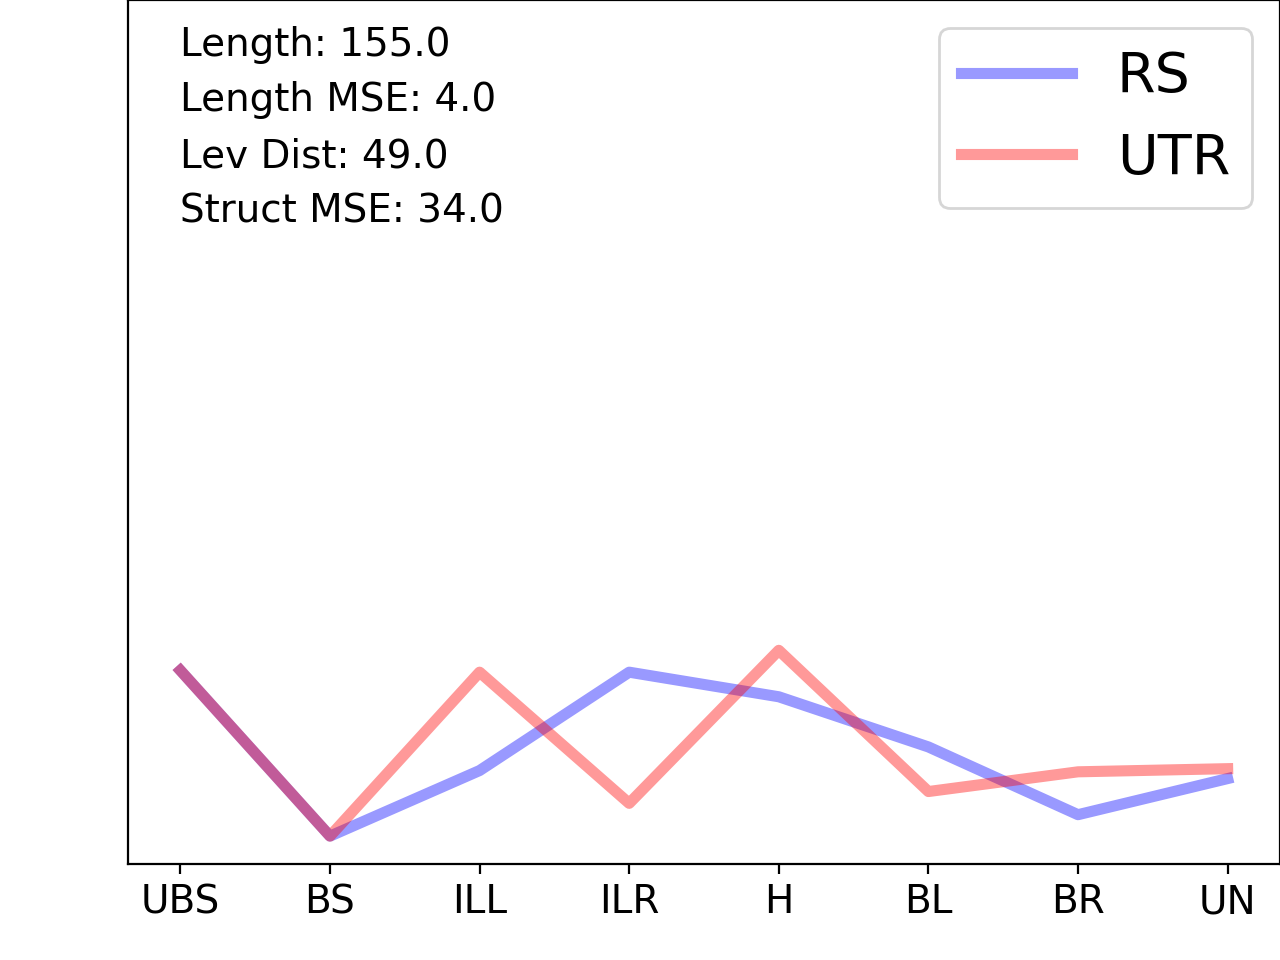 Length: 155.0
Length MSE: 4.0
Lev Dist: 49.0
Struct MSE: 34.0
RS
UTR
UBS BS ILL ILR H BL BR UN